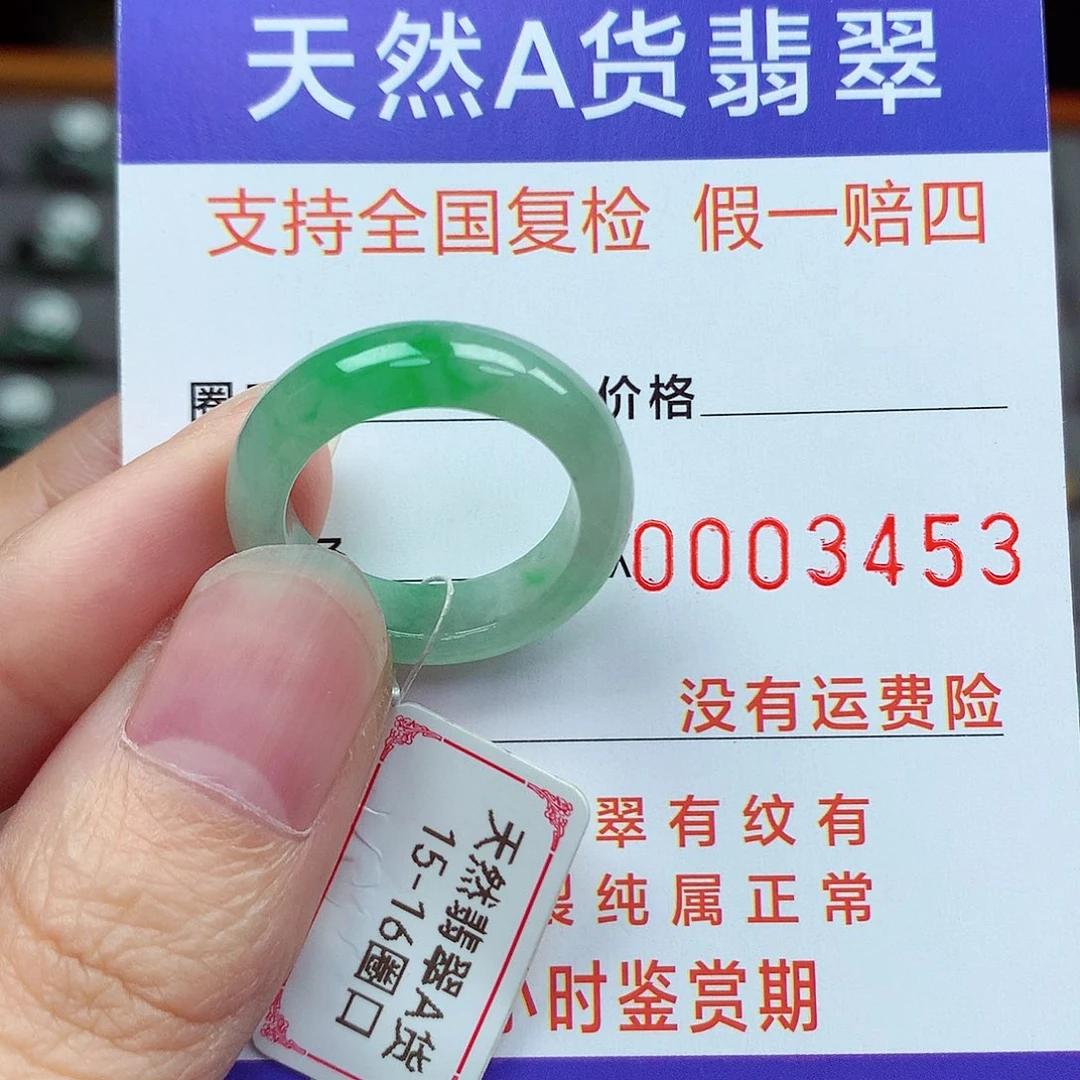 天然A货翡翠
支持全国复检 假一赔四
圈
价格
0003453
没有运费险
翠有纹有
纯属正常
小时鉴赏期
天然翡翠A货
15-16圈口